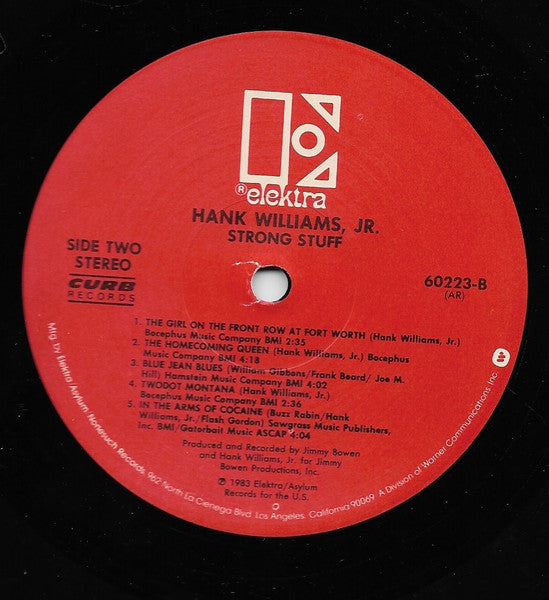 ® elektra
HANK WILLIAMS, JR.
STRONG STUFF
SIDE TWO
STEREO
CURB
RECORDS
60223-B
(AR)
1. THE GIRL ON THE FRONT ROW AT FORT WORTH (Hank Williams, Jr.)
Bocephus Music Company BMI 2:35
2. THE HOMECOMING QUEEN (Hank Williams, Jr.) Bocephus
Music Company BMI 4:18
3. BLUE JEAN BLUES (William Gibbons/Frank Beard/ Joe M.
Hill) Hamstein Music Company BMI 4:02
4. TWODOT MONTANA (Hank Williams, Jr.)
Bocephus Music Company BMI 2:36
5. IN THE ARMS OF COCAINE (Buzz Rabin/Hank
Williams, Jr./Flash Gordon) Sawgrass Music Publishers,
Inc. BMI/Gatorbait Music ASCAP 4:04
Produced and Recorded by Jimmy Bowen
and Hank Williams, Jr. for Jimmy
Bowen Productions, Inc.
℗ 1983 Elektra/Asylum
Records for the U.S.
Mfg. by Elektra/Asylum/Nonesuch Records, 962 North La Cienega Blvd. Los Angeles, California 90069. A Division of Warner Communications Inc.